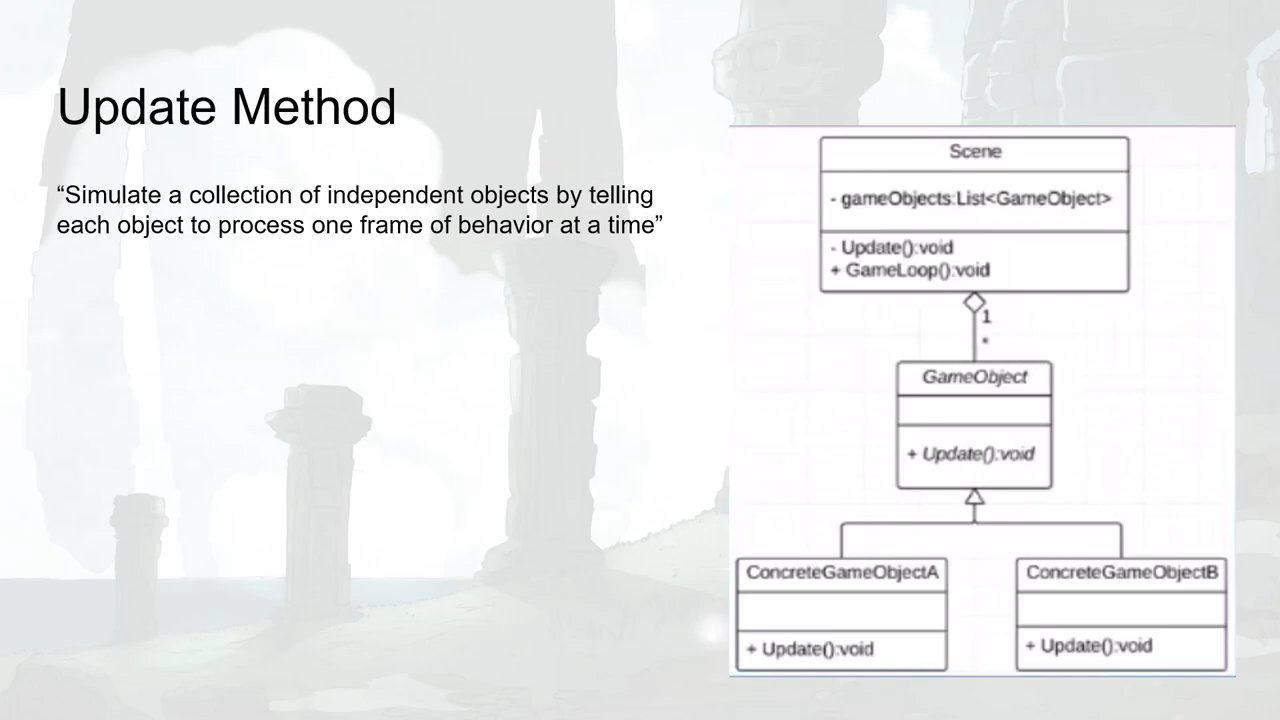 Update Method
“Simulate a collection of independent objects by telling
each object to process one frame of behavior at a time”
Scene
- gameObjects:List<GameObject>
- Update():void
+ GameLoop():void
1
*
GameObject
+ Update():void
ConcreteGameObjectA
+ Update():void
ConcreteGameObjectB
+ Update():void